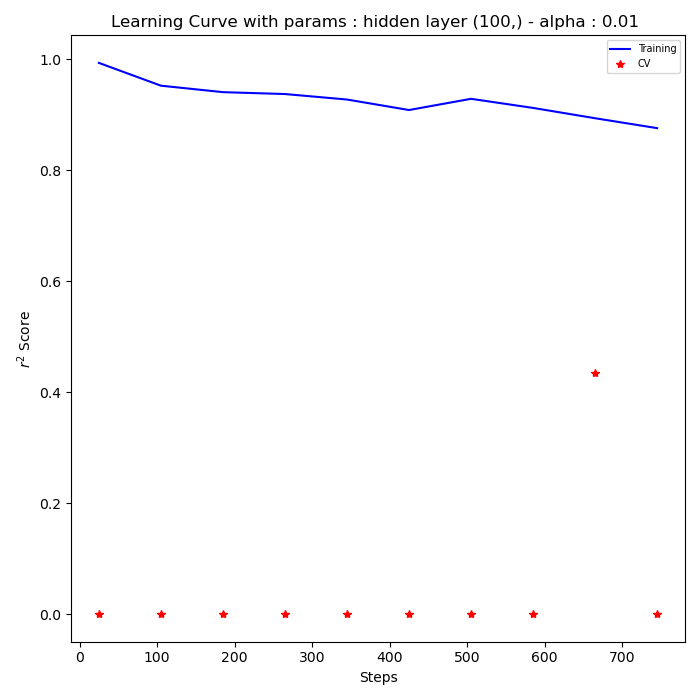 Learning Curve with params : hidden layer (100,) - alpha : 0.01
Training
CV
1.0
0.8
0.6
0.4
0.2
0.0
r² Score
0 100 200 300 400 500 600 700
Steps